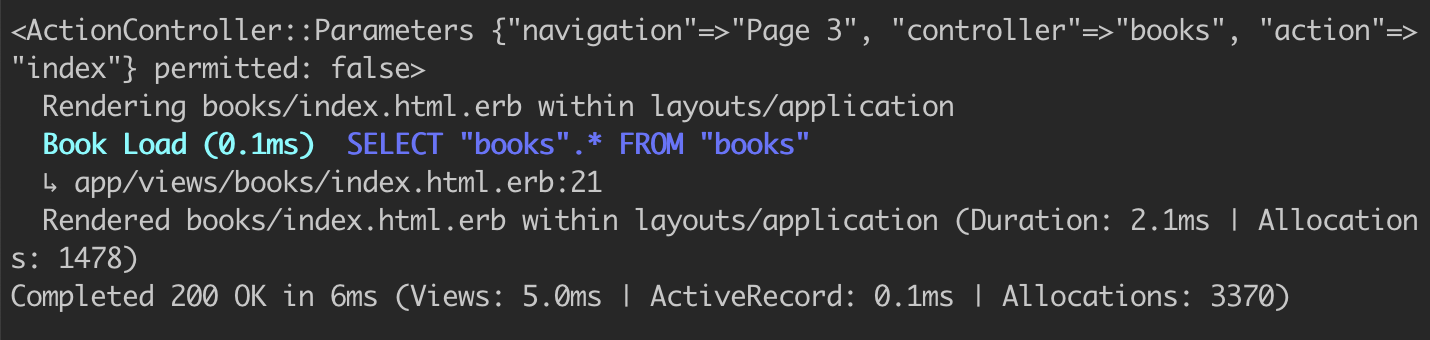 <ActionController::Parameters {"navigation"=>"Page 3", "controller"=>"books", "action"=>
"index"} permitted: false>
  Rendering books/index.html.erb within layouts/application
  Book Load (0.1ms)  SELECT "books".* FROM "books"
  ↳ app/views/books/index.html.erb:21
  Rendered books/index.html.erb within layouts/application (Duration: 2.1ms | Allocation
s: 1478)
Completed 200 OK in 6ms (Views: 5.0ms | ActiveRecord: 0.1ms | Allocations: 3370)